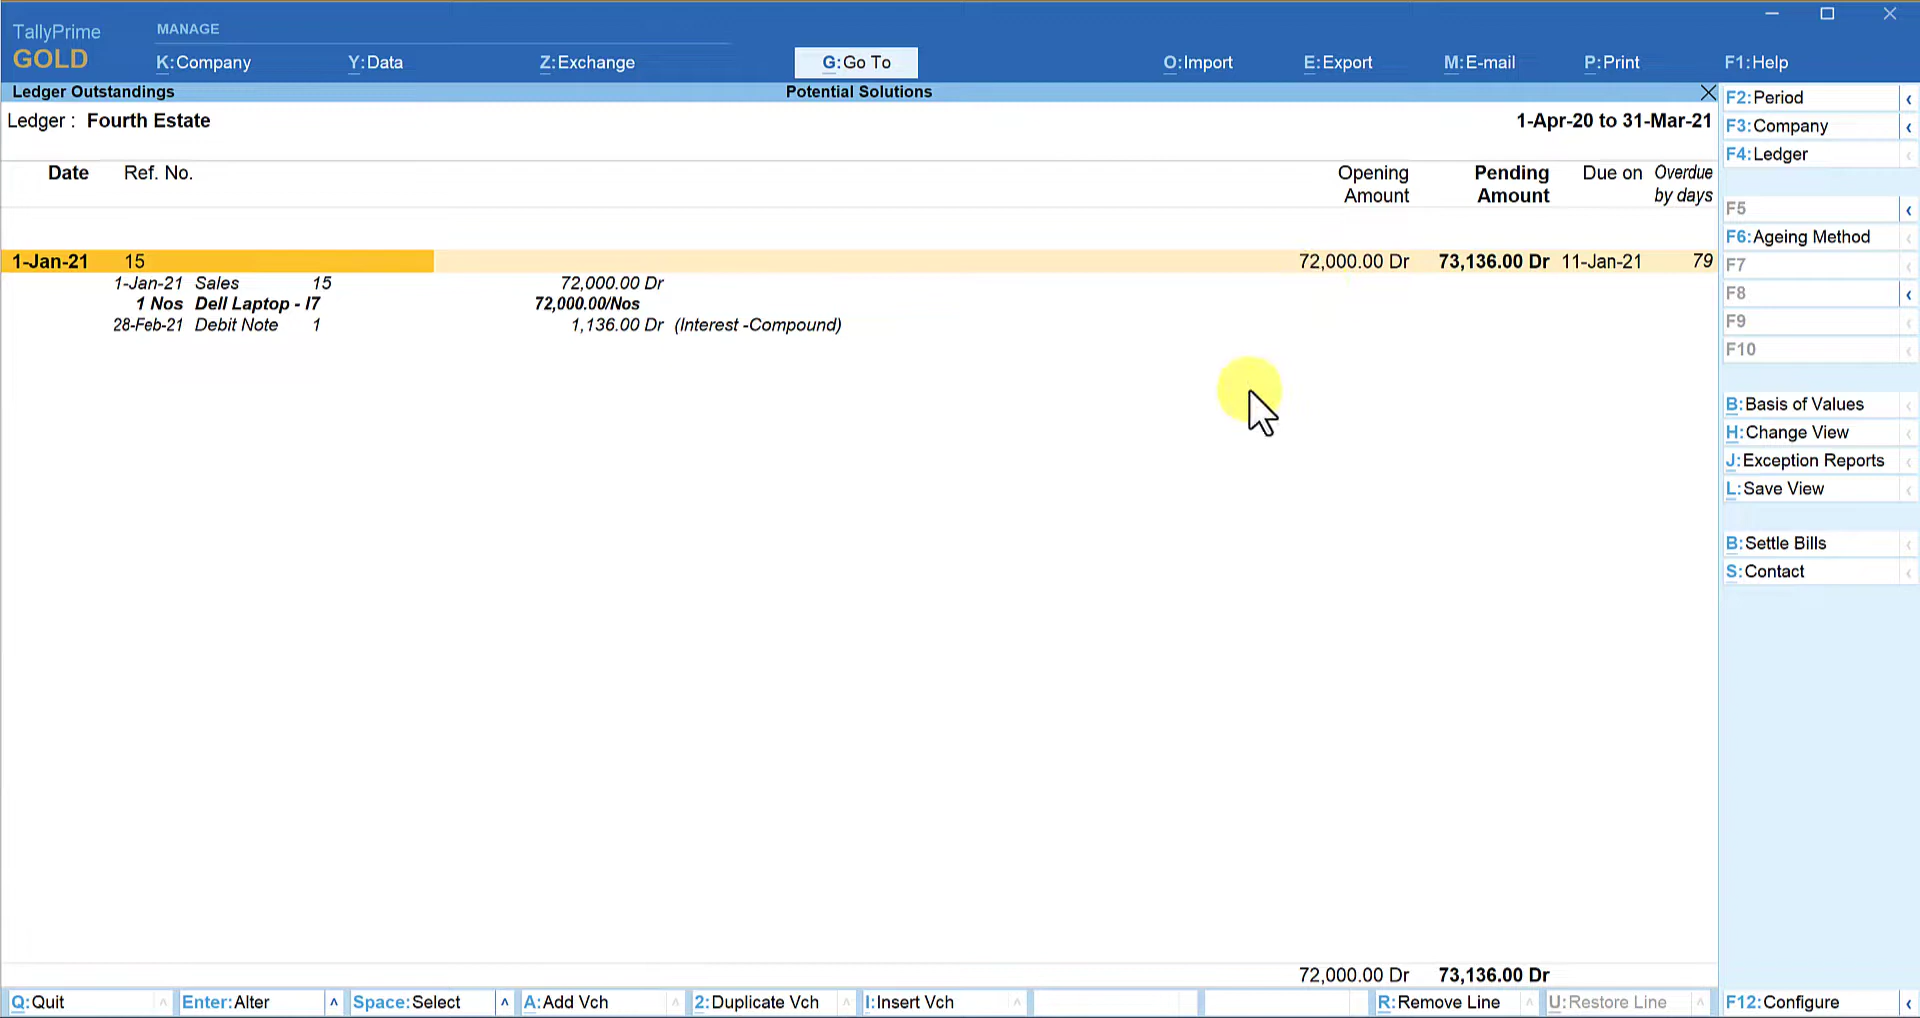 TallyPrime
GOLD
MANAGE
K:Company Y:Data Z:Exchange G:Go To O:Import E:Export M:E-mail P:Print F1:Help
Ledger Outstandings Potential Solutions
Ledger : Fourth Estate 1-Apr-20 to 31-Mar-21
Date Ref. No. Opening Pending Due on Overdue
Amount Amount by days
1-Jan-21 15 72,000.00 Dr 73,136.00 Dr 11-Jan-21 79
1-Jan-21 Sales 15 72,000.00 Dr
1 Nos Dell Laptop - I7 72,000.00/Nos
28-Feb-21 Debit Note 1 1,136.00 Dr (Interest -Compound)
72,000.00 Dr 73,136.00 Dr
F2:Period
F3:Company
F4:Ledger
F5
F6:Ageing Method
F7
F8
F9
F10
B:Basis of Values
H:Change View
J:Exception Reports
L:Save View
B:Settle Bills
S:Contact
Q:Quit Enter:Alter Space:Select A:Add Vch 2:Duplicate Vch I:Insert Vch R:Remove Line U:Restore Line F12:Configure